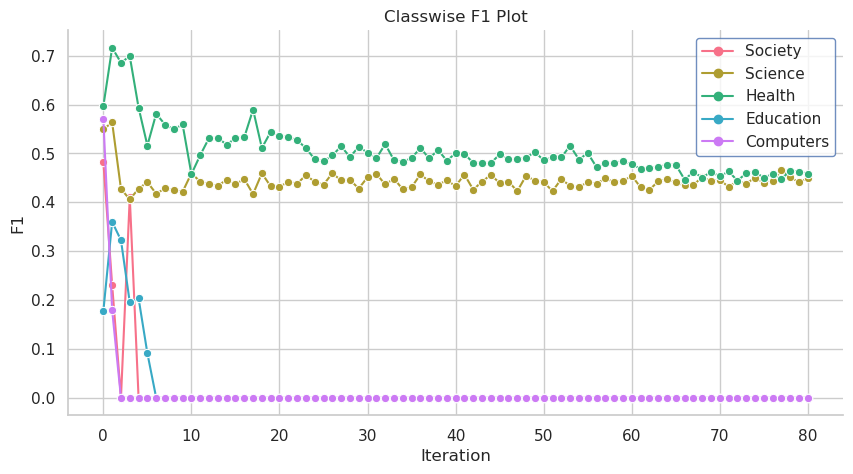 Classwise F1 Plot
Society
Science
Health
Education
Computers
F1
0.7
0.6
0.5
0.4
0.3
0.2
0.1
0.0
0 10 20 30 40 50 60 70 80
Iteration